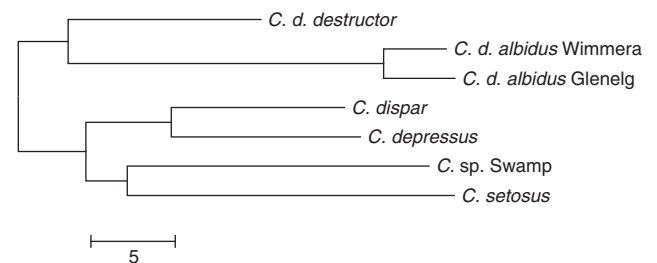 C. d. destructor
C. d. albidus Wimmera
C. d. albidus Glenelg
C. dispar
C. depressus
C. sp. Swamp
C. setosus
5